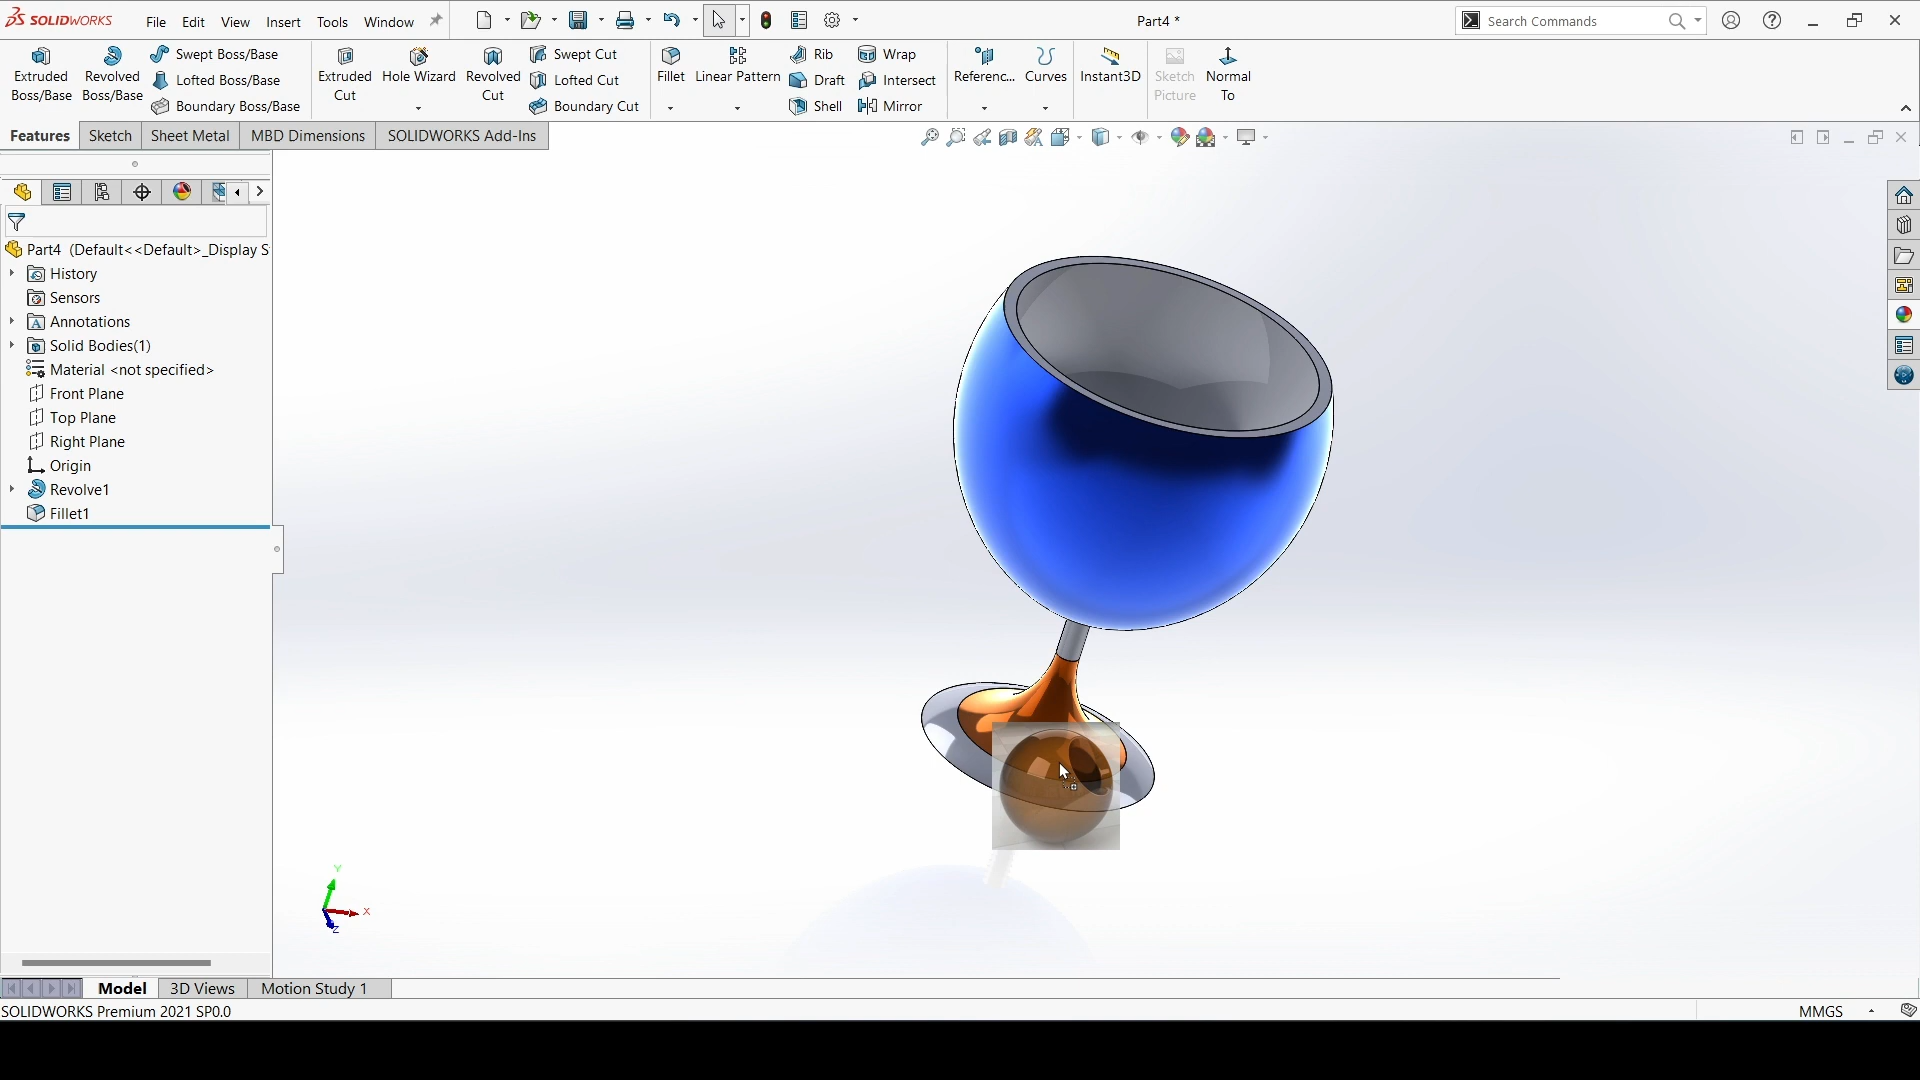 SOLIDWORKS File Edit View Insert Tools Window Part4 * Search Commands
Extruded Boss/Base
Revolved Boss/Base
Swept Boss/Base
Lofted Boss/Base
Boundary Boss/Base
Extruded Cut
Hole Wizard
Revolved Cut
Swept Cut
Lofted Cut
Boundary Cut
Fillet
Linear Pattern
Rib
Draft
Shell
Wrap
Intersect
Mirror
Referenc...
Curves
Instant3D
Sketch Picture
Normal To
Features Sketch Sheet Metal MBD Dimensions SOLIDWORKS Add-Ins
Part4 (Default<<Default>_Display S
History
Sensors
Annotations
Solid Bodies(1)
Material <not specified>
Front Plane
Top Plane
Right Plane
Origin
Revolve1
Fillet1
Y
X
Z
Model 3D Views Motion Study 1
SOLIDWORKS Premium 2021 SP0.0 MMGS